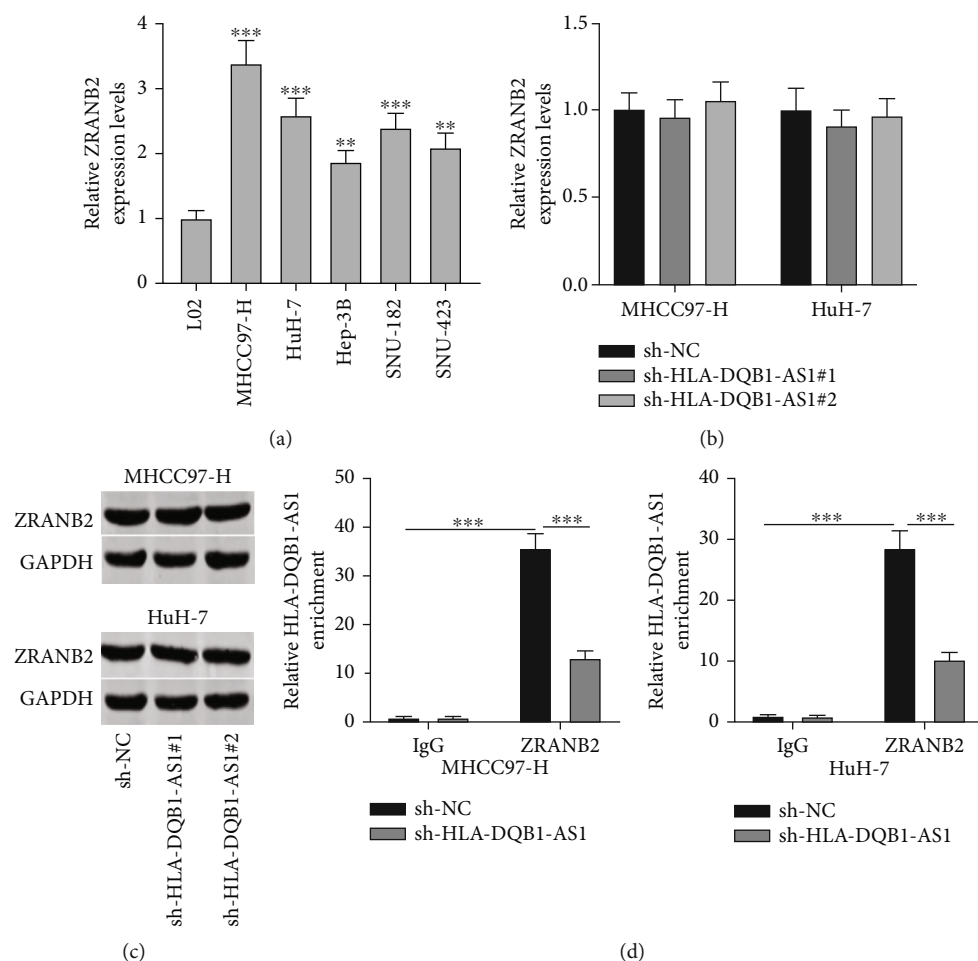 Relative ZRANB2
expression levels
4
3
2
1
0
***
***
**
***
**
L02
MHCC97-H
HuH-7
Hep-3B
SNU-182
SNU-423
(a)
Relative ZRANB2
expression levels
1.5
1.0
0.5
0.0
MHCC97-H HuH-7
sh-NC
sh-HLA-DQB1-AS1#1
sh-HLA-DQB1-AS1#2
(b)
MHCC97-H
ZRANB2
GAPDH
HuH-7
ZRANB2
GAPDH
sh-NC
sh-HLA-DQB1-AS1#1
sh-HLA-DQB1-AS1#2
(c)
Relative HLA-DQB1-AS1
enrichment
50
40
30
20
10
0
*** ***
IgG ZRANB2
MHCC97-H
sh-NC
sh-HLA-DQB1-AS1
Relative HLA-DQB1-AS1
enrichment
40
30
20
10
0
*** ***
IgG ZRANB2
HuH-7
sh-NC
sh-HLA-DQB1-AS1
(d)